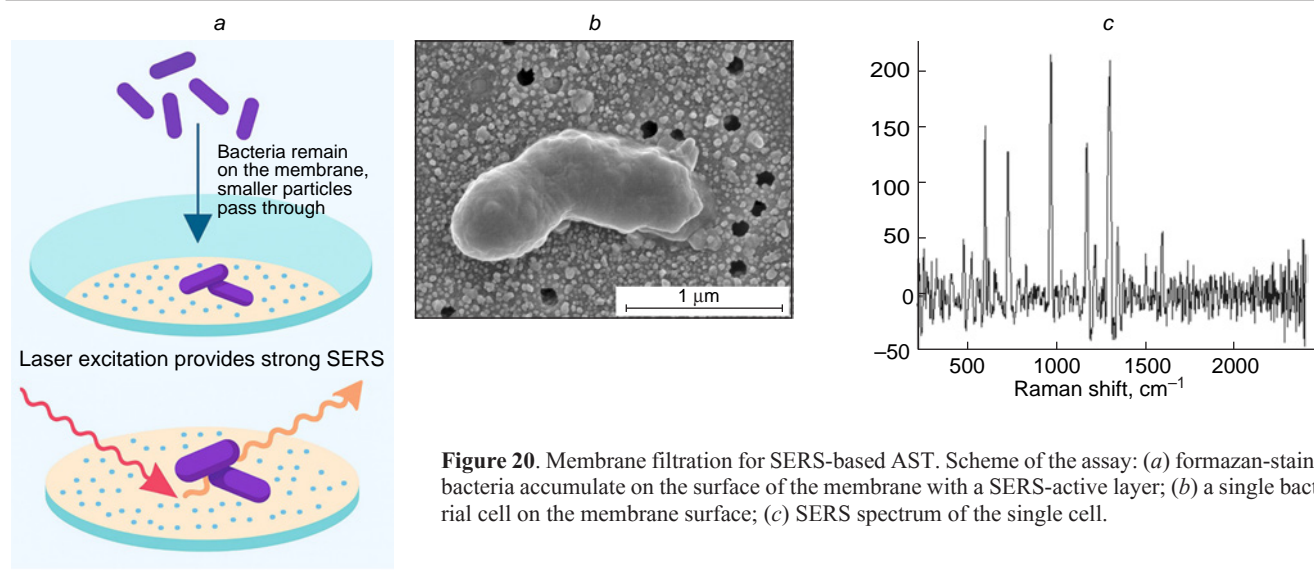 a
b
c
Bacteria remain
on the membrane,
smaller particles
pass through
Laser excitation provides strong SERS
1 μm
200
150
100
50
0
–50
500
1000
1500
2000
Raman shift, cm⁻¹
Figure 20. Membrane filtration for SERS-based AST. Scheme of the assay: (a) formazan-stain
bacteria accumulate on the surface of the membrane with a SERS-active layer; (b) a single bact
rial cell on the membrane surface; (c) SERS spectrum of the single cell.